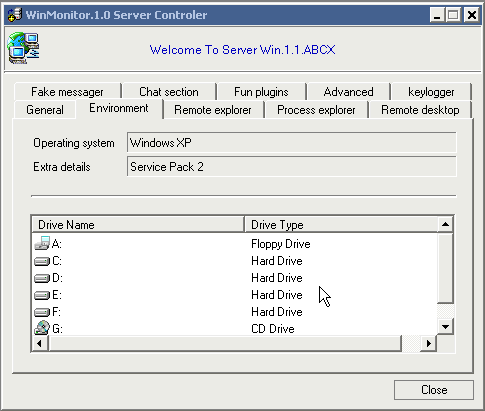 WinMonitor.1.0 Server Controler
Welcome To Server Win.1.1.ABCX
Fake messager Chat section Fun plugins Advanced keylogger
General Environment Remote explorer Process explorer Remote desktop
Operating system Windows XP
Extra details Service Pack 2
Drive Name Drive Type
A: Floppy Drive
C: Hard Drive
D: Hard Drive
E: Hard Drive
F: Hard Drive
G: CD Drive
Close